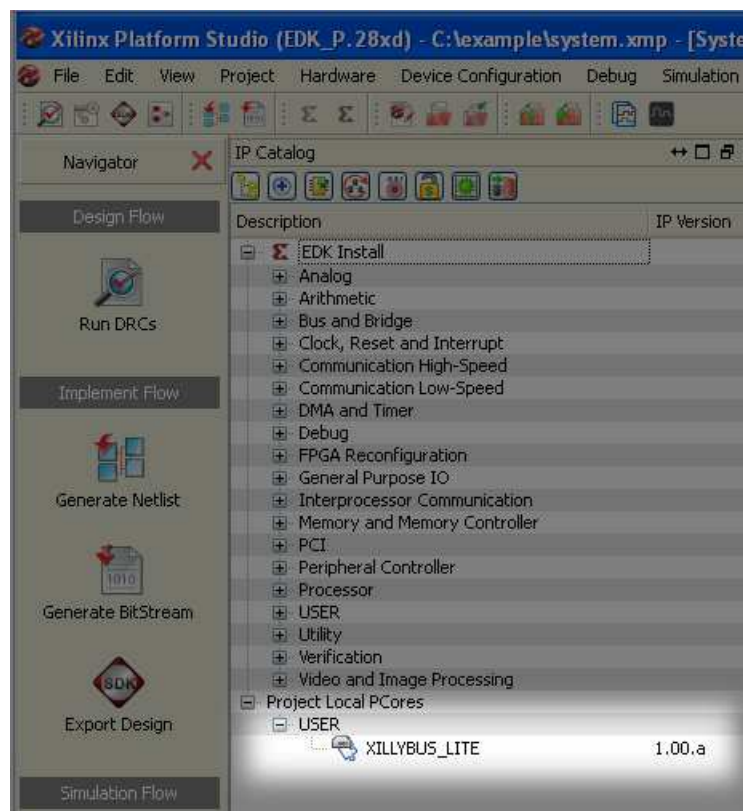 Xilinx Platform Studio (EDK_P.28xd) - C:\example\system.xmp - [Syste
File Edit View Project Hardware Device Configuration Debug Simulation
Navigator
Design Flow
Run DRCs
Implement Flow
Generate Netlist
1010
Generate BitStream
SDK
Export Design
Simulation Flow
IP Catalog
Description IP Version
EDK Install
Analog
Arithmetic
Bus and Bridge
Clock, Reset and Interrupt
Communication High-Speed
Communication Low-Speed
DMA and Timer
Debug
FPGA Reconfiguration
General Purpose IO
Interprocessor Communication
Memory and Memory Controller
PCI
Peripheral Controller
Processor
USER
Utility
Verification
Video and Image Processing
Project Local PCores
USER
XILLYBUS_LITE 1.00.a